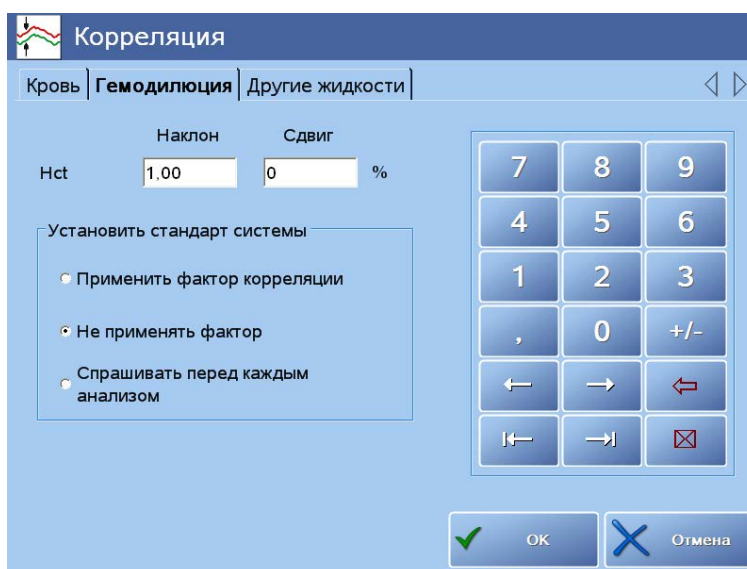 Корреляция
Кровь Гемодилюция Другие жидкости
Наклон Сдвиг
Hct 1,00 0 %
Установить стандарт системы
Применить фактор корреляции
Не применять фактор
Спрашивать перед каждым
анализом
7 8 9
4 5 6
1 2 3
, 0 +/-
ОК Отмена